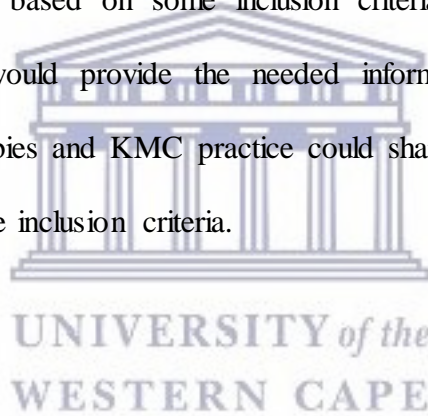 based on some inclusion criteria
would provide the needed inform
bies and KMC practice could sha
e inclusion criteria.
UNIVERSITY of the
WESTERN CAPE